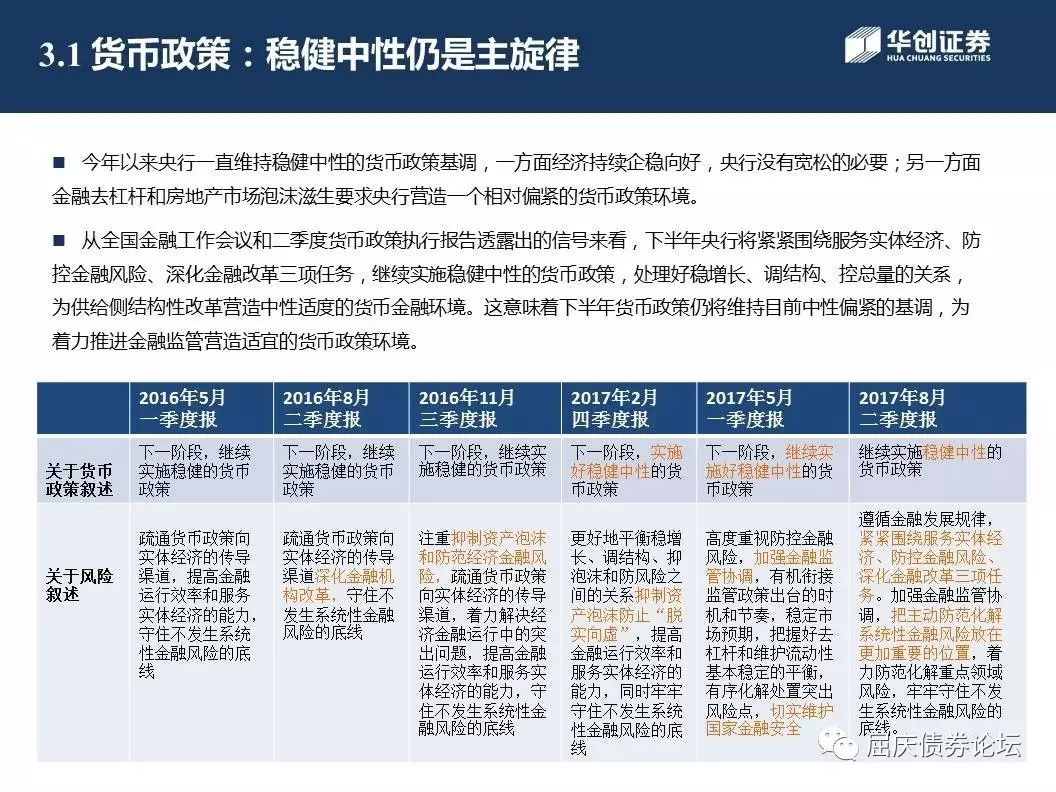 3.1 货币政策：稳健中性仍是主旋律
华创证券
HUA CHUANG SECURITIES
■ 今年以来央行一直维持稳健中性的货币政策基调，一方面经济持续企稳向好，央行没有宽松的必要；另一方面
金融去杠杆和房地产市场泡沫滋生要求央行营造一个相对偏紧的货币政策环境。
■ 从全国金融工作会议和二季度货币政策执行报告透露出的信号来看，下半年央行将紧紧围绕服务实体经济、防
控金融风险、深化金融改革三项任务，继续实施稳健中性的货币政策，处理好稳增长、调结构、控总量的关系，
为供给侧结构性改革营造中性适度的货币金融环境。这意味着下半年货币政策仍将维持目前中性偏紧的基调，为
着力推进金融监管营造适宜的货币政策环境。
2016年5月
一季度报
2016年8月
二季度报
2016年11月
三季度报
2017年2月
四季度报
2017年5月
一季度报
2017年8月
二季度报
关于货币
政策叙述
下一阶段，继续
实施稳健的货币
政策
下一阶段，继续
实施稳健的货币
政策
下一阶段，继续实
施稳健的货币政策
下一阶段，实施
好稳健中性的货
币政策
下一阶段，继续实
施好稳健中性的货
币政策
继续实施稳健中性的
货币政策
关于风险
叙述
疏通货币政策向
实体经济的传导
渠道，提高金融
运行效率和服务
实体经济的能力，
守住不发生系统
性金融风险的底
线
疏通货币政策向
实体经济的传导
渠道深化金融机
构改革，守住不
发生系统性金融
风险的底线
注重抑制资产泡沫
和防范经济金融风
险，疏通货币政策
向实体经济的传导
渠道，着力解决经
济金融运行中的突
出问题，提高金融
运行效率和服务实
体经济的能力，守
住不发生系统性金
融风险的底线
更好地平衡稳增
长、调结构、抑
泡沫和防风险之
间的关系抑制资
产泡沫防止“脱
实向虚”，提高
金融运行效率和
服务实体经济的
能力，同时牢牢
守住不发生系统
性金融风险的底
线
高度重视防控金融
风险，加强金融监
管协调，有机衔接
监管政策出台的时
机和节奏，稳定市
场预期，把握好去
杠杆和维护流动性
基本稳定的平衡，
有序化解处置突出
风险点，切实维护
国家金融安全
遵循金融发展规律，
紧紧围绕服务实体经
济、防控金融风险、
深化金融改革三项任
务。加强金融监管协
调，把主动防范化解
系统性金融风险放在
更加重要的位置，着
力防范化解重点领域
风险，牢牢守住不发
生系统性金融风险的
底线。
屈庆债券论坛